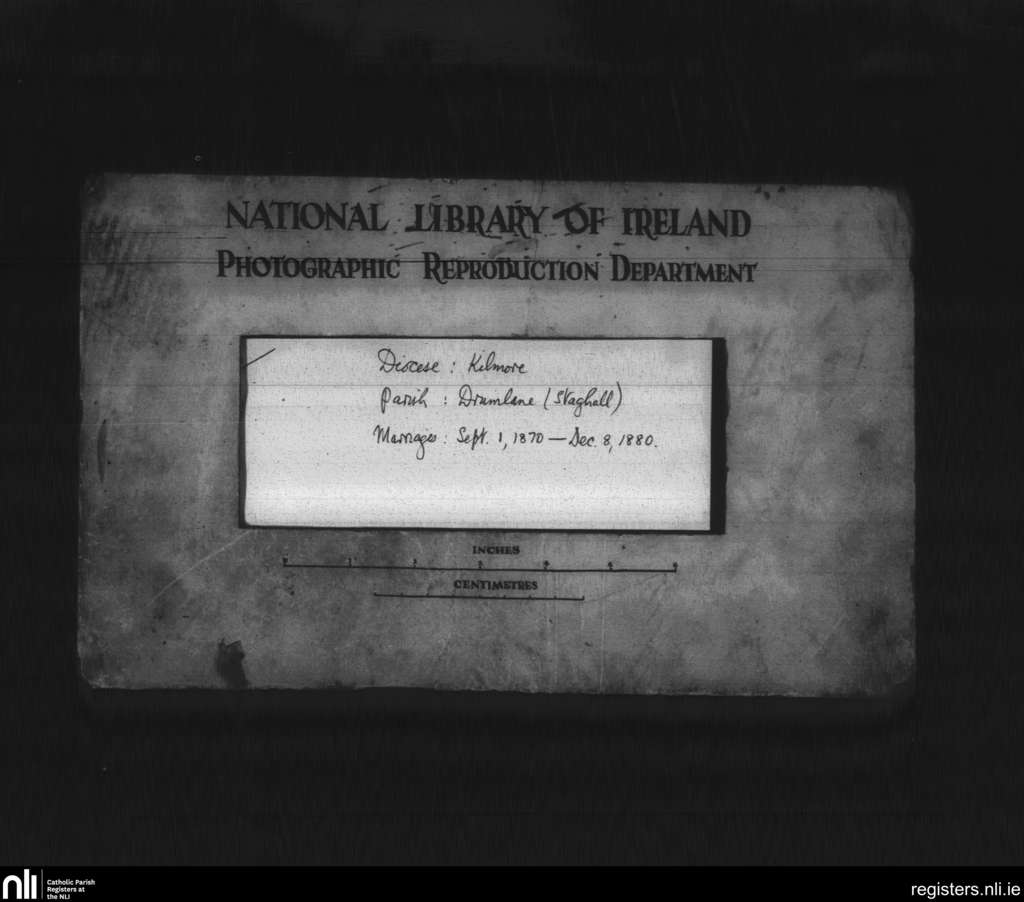 NATIONAL LIBRARY OF IRELAND
PHOTOGRAPHIC REPRODUCTION DEPARTMENT
Diocese : Kilmore
Parish : Drumlane (Staghall)
Marriages : Sept. 1, 1870 — Dec. 8, 1880.
INCHES
CENTIMETRES
nli Catholic Parish
Registers at
the NLI
registers.nli.ie